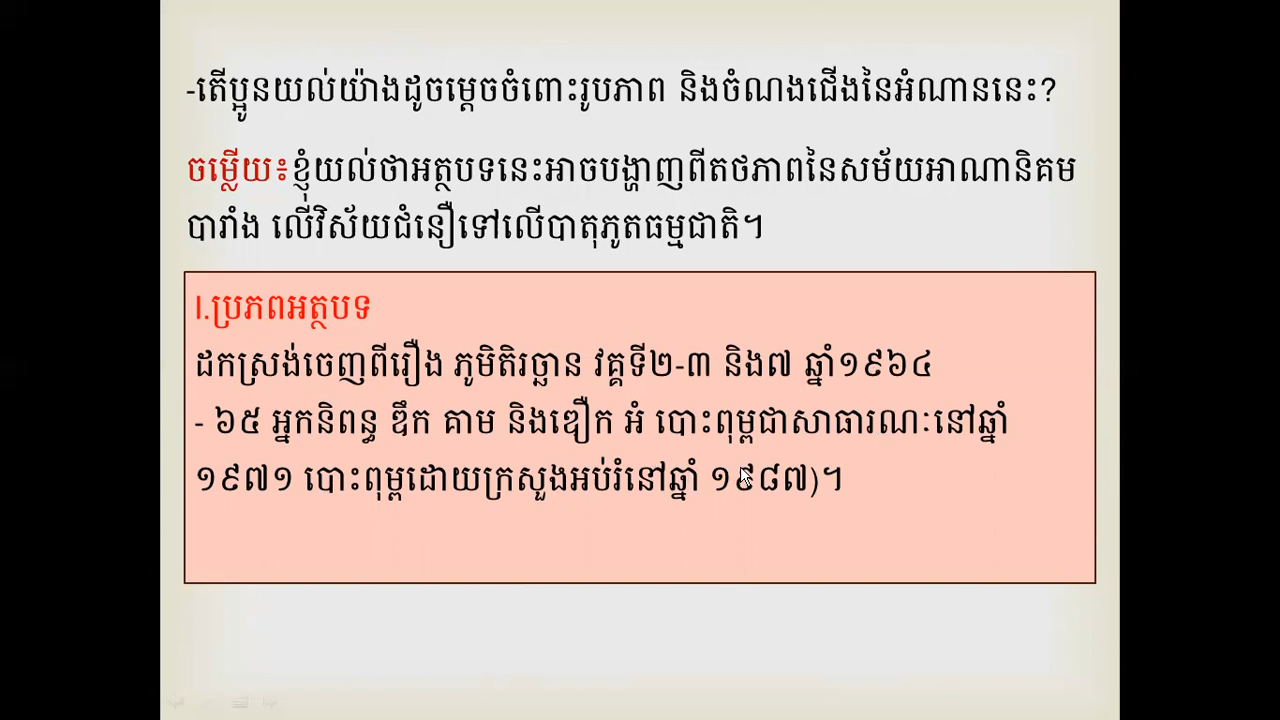 -តើប្អូនយល់យ៉ាងដូចម្តេចចំពោះរូបភាព និងចំណងជើងនៃអំណាននេះ?
ចម្លើយ៖ខ្ញុំយល់ថាអត្ថបទនេះអាចបង្ហាញពីតថភាពនៃសម័យអាណានិគម
បារាំង លើវិស័យជំនឿទៅលើបាតុភូតធម្មជាតិ។
I.ប្រភពអត្ថបទ
ដកស្រង់ចេញពីរឿង ភូមិតិរច្ឆាន វគ្គទី២-៣ និង៧ ឆ្នាំ១៩៦៤
- ៦៥ អ្នកនិពន្ធ ឌឹក គាម និងឌឿក អំ បោះពុម្ពជាសាធារណៈនៅឆ្នាំ
១៩៧១ បោះពុម្ពដោយក្រសួងអប់រំនៅឆ្នាំ ១៩៨៧)។